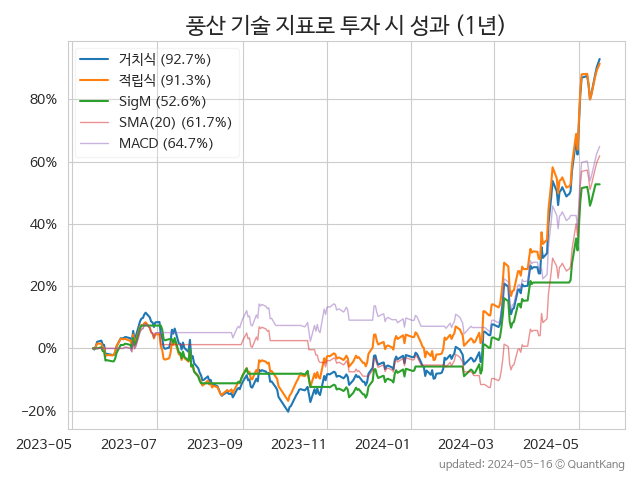 풍산 기술 지표로 투자 시 성과 (1년)
거치식 (92.7%)
적립식 (91.3%)
SigM (52.6%)
SMA(20) (61.7%)
MACD (64.7%)
80%
60%
40%
20%
0%
−20%
2023-05 2023-07 2023-09 2023-11 2024-01 2024-03 2024-05
updated: 2024-05-16 © QuantKang